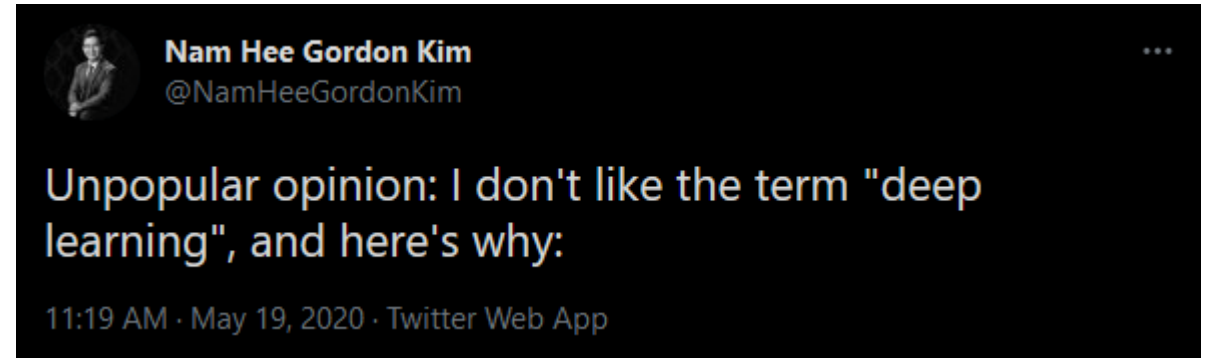 Nam Hee Gordon Kim
@NamHeeGordonKim
Unpopular opinion: I don't like the term "deep
learning", and here's why:
11:19 AM · May 19, 2020 · Twitter Web App